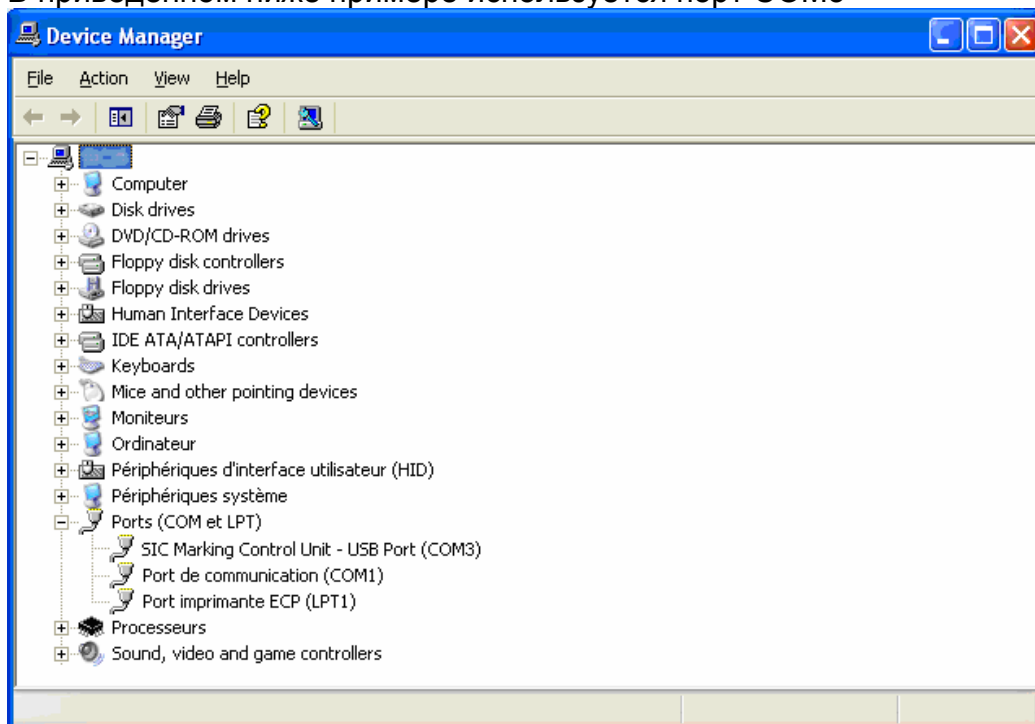 В приведенном ниже примере используется порт COM3
Device Manager
File Action View Help
Computer
Disk drives
DVD/CD-ROM drives
Floppy disk controllers
Floppy disk drives
Human Interface Devices
IDE ATA/ATAPI controllers
Keyboards
Mice and other pointing devices
Moniteurs
Ordinateur
Périphériques d'interface utilisateur (HID)
Périphériques système
Ports (COM et LPT)
SIC Marking Control Unit - USB Port (COM3)
Port de communication (COM1)
Port imprimante ECP (LPT1)
Processeurs
Sound, video and game controllers